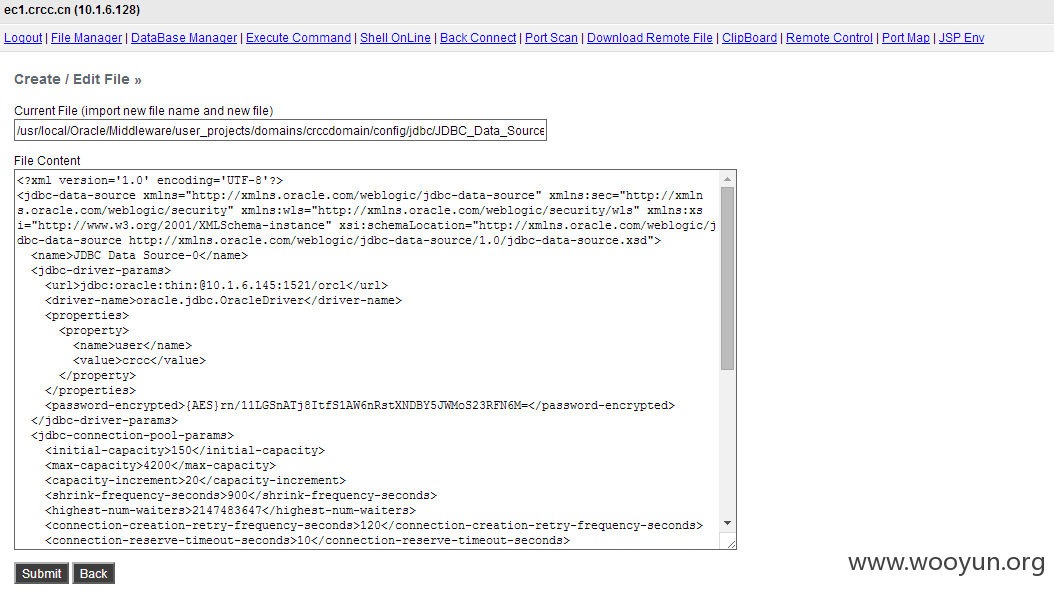 ec1.crcc.cn (10.1.6.128)
Logout | File Manager | DataBase Manager | Execute Command | Shell OnLine | Back Connect | Port Scan | Download Remote File | ClipBoard | Remote Control | Port Map | JSP Env
Create / Edit File »
Current File (import new file name and new file)
/usr/local/Oracle/Middleware/user_projects/domains/crccdomain/config/jdbc/JDBC_Data_Source
File Content
<?xml version='1.0' encoding='UTF-8'?>
<jdbc-data-source xmlns="http://xmlns.oracle.com/weblogic/jdbc-data-source" xmlns:sec="http://xmln
s.oracle.com/weblogic/security" xmlns:wls="http://xmlns.oracle.com/weblogic/security/wls" xmlns:xs
i="http://www.w3.org/2001/XMLSchema-instance" xsi:schemaLocation="http://xmlns.oracle.com/weblogic/j
dbc-data-source http://xmlns.oracle.com/weblogic/jdbc-data-source/1.0/jdbc-data-source.xsd">
<name>JDBC Data Source-0</name>
<jdbc-driver-params>
<url>jdbc:oracle:thin:@10.1.6.145:1521/orcl</url>
<driver-name>oracle.jdbc.OracleDriver</driver-name>
<properties>
<property>
<name>user</name>
<value>crcc</value>
</property>
</properties>
<password-encrypted>{AES}rn/11LGSnATj8ItfS1AW6nRstXNDBY5JWMoS23RFN6M=</password-encrypted>
</jdbc-driver-params>
<jdbc-connection-pool-params>
<initial-capacity>150</initial-capacity>
<max-capacity>4200</max-capacity>
<capacity-increment>20</capacity-increment>
<shrink-frequency-seconds>900</shrink-frequency-seconds>
<highest-num-waiters>2147483647</highest-num-waiters>
<connection-creation-retry-frequency-seconds>120</connection-creation-retry-frequency-seconds>
<connection-reserve-timeout-seconds>10</connection-reserve-timeout-seconds>
Submit Back
www.wooyun.org